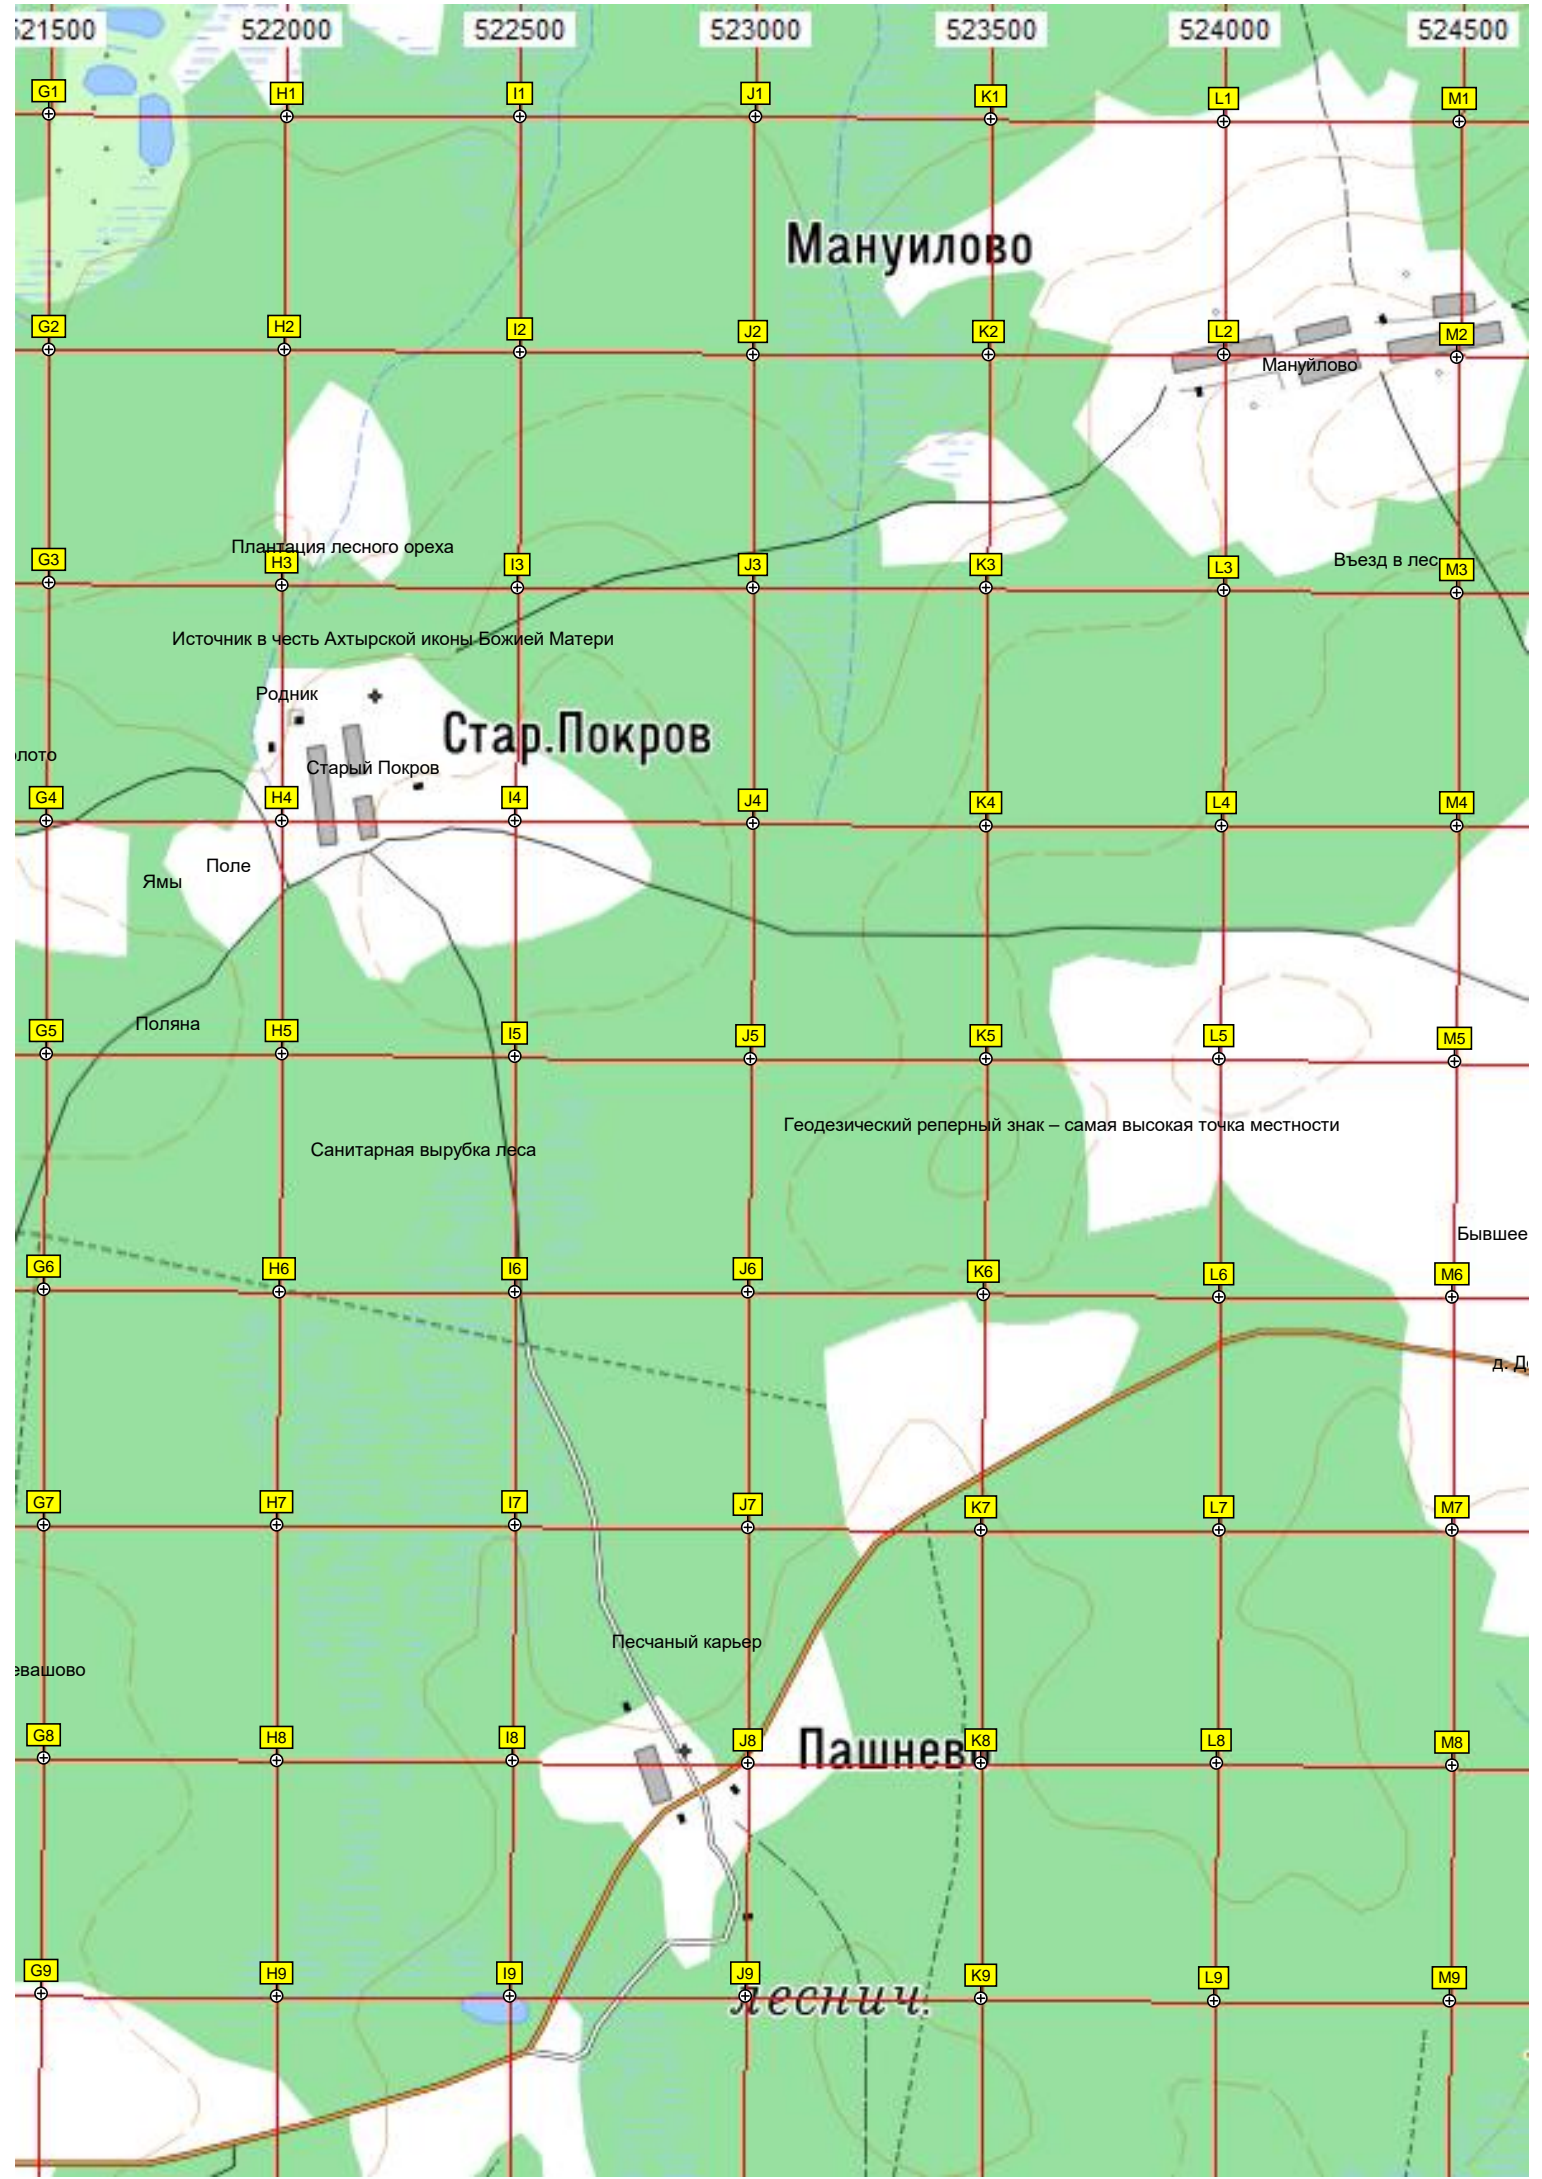 521500 522000 522500 523000 523500 524000 524500
G1 H1 I1 J1 K1 L1 M1
Мануилово
G2 H2 I2 J2 K2 L2 M2
Мануйлово
Плантация лесного ореха
Въезд в лес
G3 H3 I3 J3 K3 L3 M3
Источник в честь Ахтырской иконы Божией Матери
Родник
Стар.Покров
олото
Старый Покров
G4 H4 I4 J4 K4 L4 M4
Поле
Ямы
Поляна
G5 H5 I5 J5 K5 L5 M5
Геодезический реперный знак – самая высокая точка местности
Санитарная вырубка леса
Бывшее
G6 H6 I6 J6 K6 L6 M6
д. Д
G7 H7 I7 J7 K7 L7 M7
Песчаный карьер
евашово
G8 H8 I8 J8 K8 L8 M8
Пашнево
G9 H9 I9 J9 K9 L9 M9
леснич.